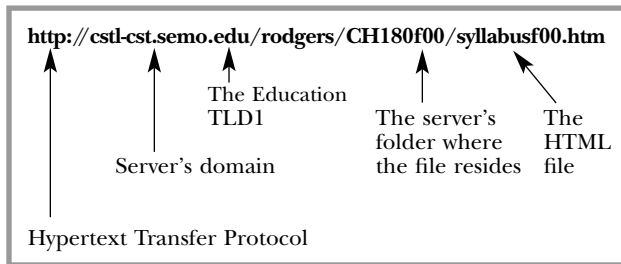 http://cstl-cst.semo.edu/rodgers/CH180f00/syllabusf00.htm
The Education
TLD1
The server's
folder where
the file resides
The
HTML
file
Server's domain
Hypertext Transfer Protocol